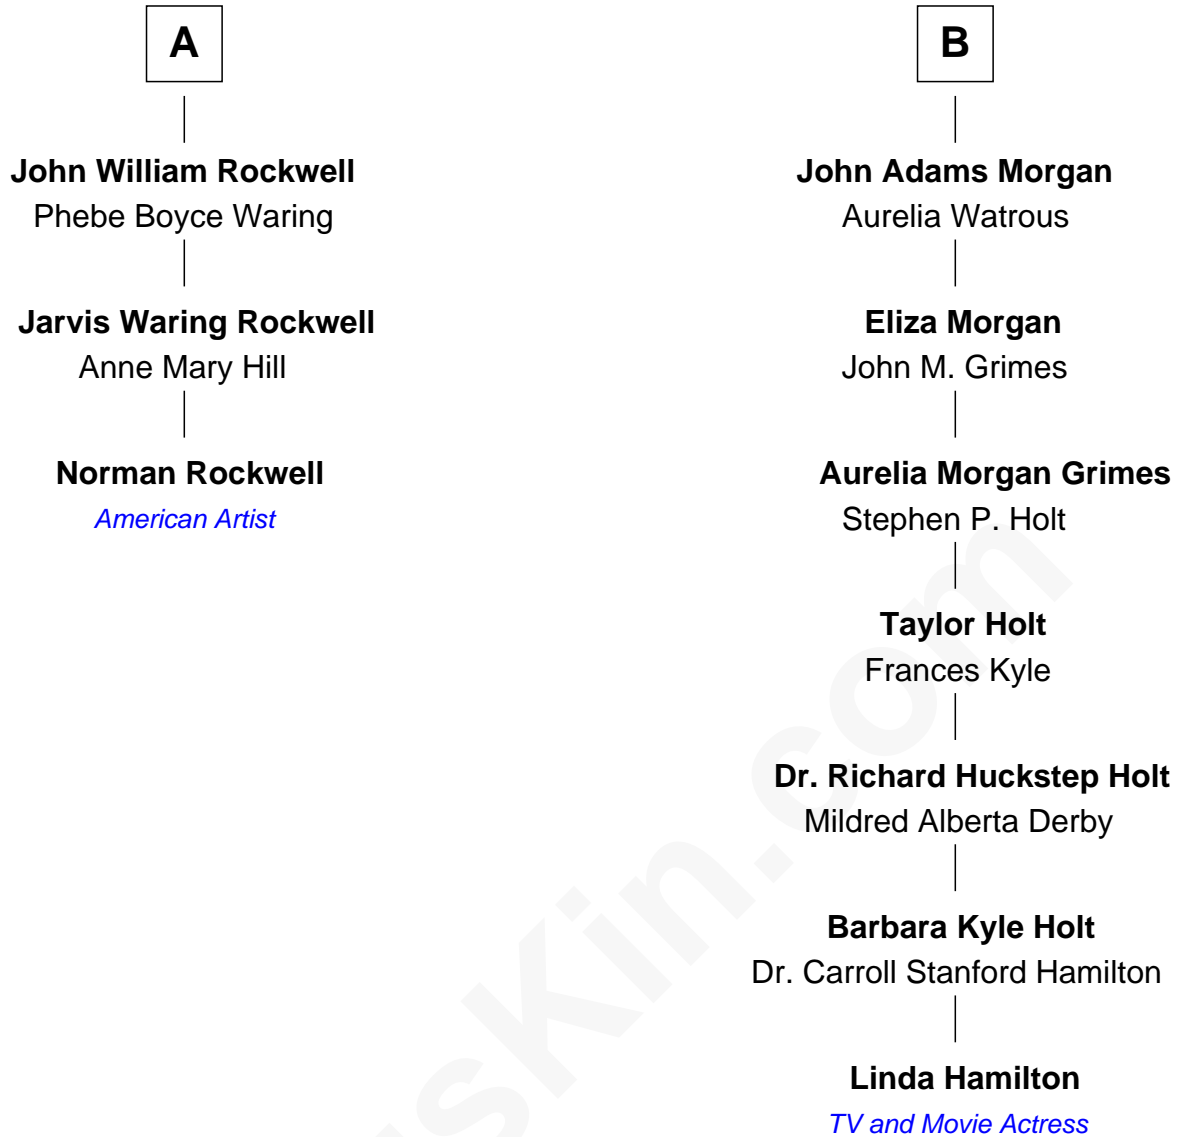 A
John William Rockwell
Phebe Boyce Waring
Jarvis Waring Rockwell
Anne Mary Hill
Norman Rockwell
American Artist
B
John Adams Morgan
Aurelia Watrous
Eliza Morgan
John M. Grimes
Aurelia Morgan Grimes
Stephen P. Holt
Taylor Holt
Frances Kyle
Dr. Richard Huckstep Holt
Mildred Alberta Derby
Barbara Kyle Holt
Dr. Carroll Stanford Hamilton
Linda Hamilton
TV and Movie Actress